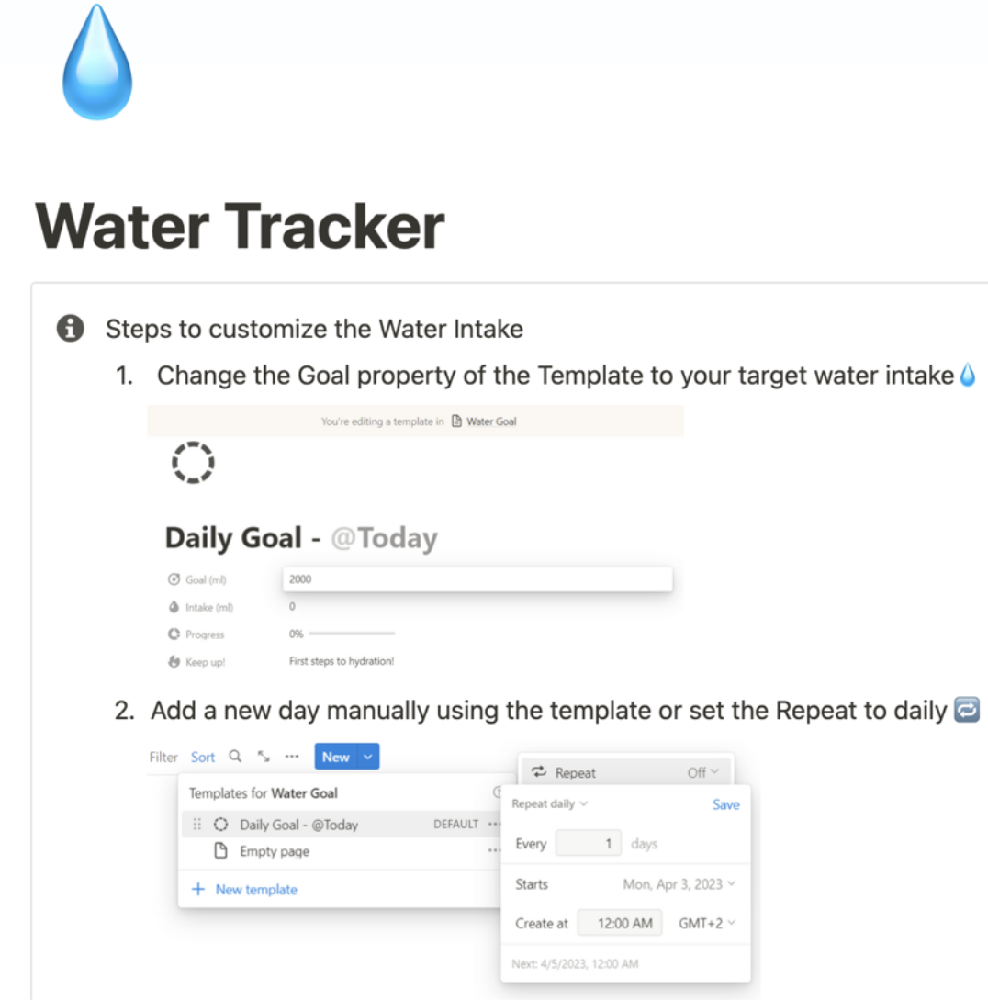 Water Tracker
Steps to customize the Water Intake
1. Change the Goal property of the Template to your target water intake💧
You're editing a template in Water Goal
Daily Goal - @Today
Goal (ml) 2000
Intake (ml) 0
Progress 0%
Keep up! First steps to hydration!
2. Add a new day manually using the template or set the Repeat to daily 🔁
Filter Sort New
Templates for Water Goal
Daily Goal - @Today DEFAULT
Empty page
+ New template
Repeat Off
Repeat daily Save
Every 1 days
Starts Mon, Apr 3, 2023
Create at 12:00 AM GMT+2
Next: 4/5/2023, 12:00 AM